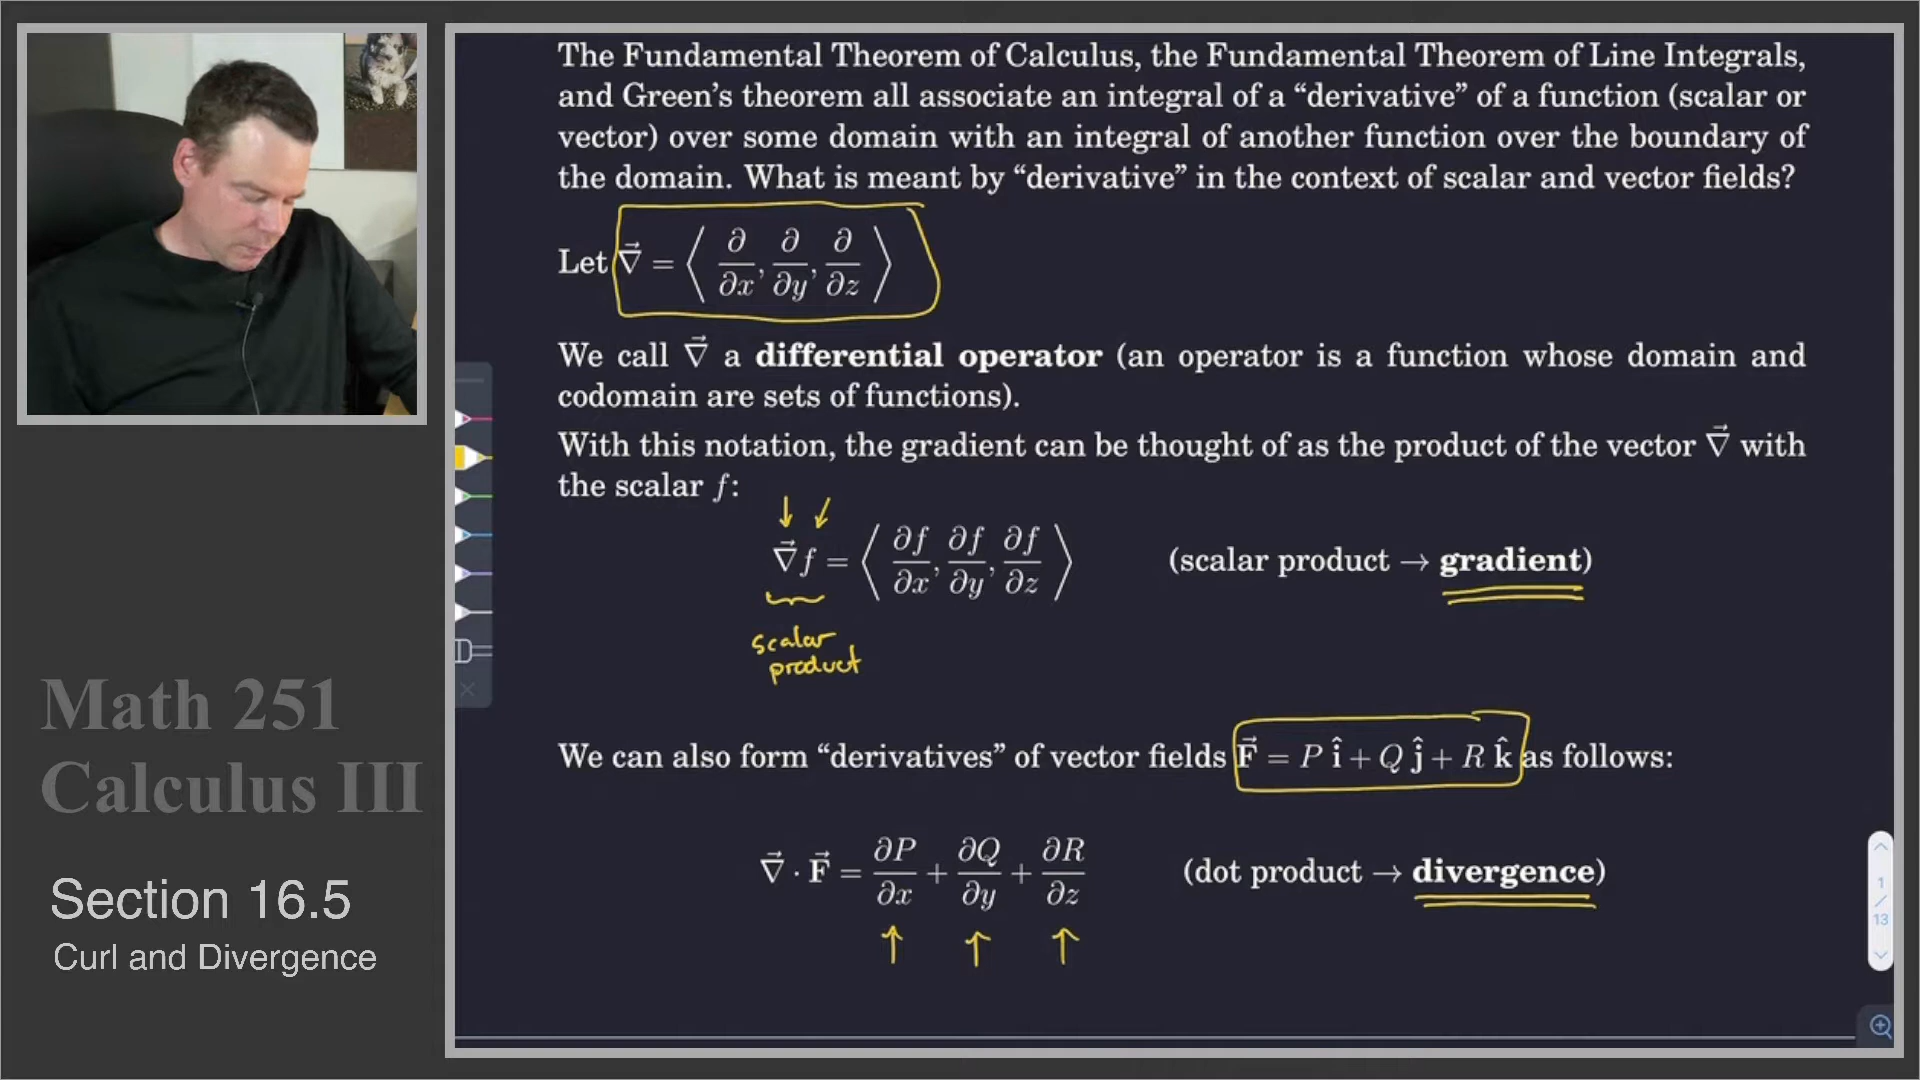 The Fundamental Theorem of Calculus, the Fundamental Theorem of Line Integrals,
and Green's theorem all associate an integral of a “derivative” of a function (scalar or
vector) over some domain with an integral of another function over the boundary of
the domain. What is meant by “derivative” in the context of scalar and vector fields?
Let ∇⃗ = ⟨ ∂/∂x, ∂/∂y, ∂/∂z ⟩
We call ∇⃗ a differential operator (an operator is a function whose domain and
codomain are sets of functions).
With this notation, the gradient can be thought of as the product of the vector ∇⃗ with
the scalar f:
∇⃗f = ⟨ ∂f/∂x, ∂f/∂y, ∂f/∂z ⟩ (scalar product → gradient)
scalar
product
We can also form “derivatives” of vector fields F⃗ = P î + Q ĵ + R k̂ as follows:
∇⃗ · F⃗ = ∂P/∂x + ∂Q/∂y + ∂R/∂z (dot product → divergence)
Math 251
Calculus III
Section 16.5
Curl and Divergence
1
/
13